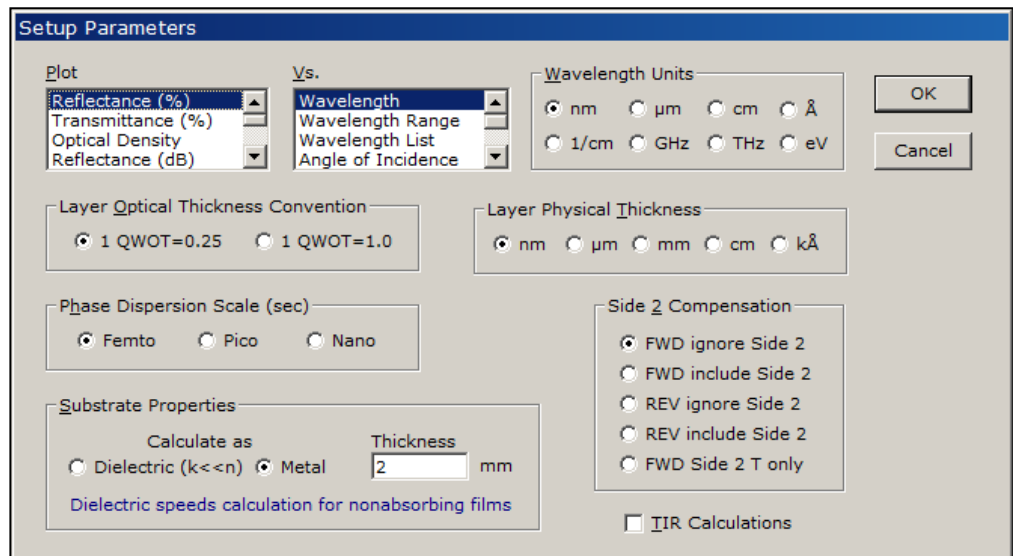 Setup Parameters
Plot
Reflectance (%)
Transmittance (%)
Optical Density
Reflectance (dB)
Vs.
Wavelength
Wavelength Range
Wavelength List
Angle of Incidence
Wavelength Units
nm µm cm Å
1/cm GHz THz eV
OK
Cancel
Layer Optical Thickness Convention
1 QWOT=0.25 1 QWOT=1.0
Layer Physical Thickness
nm µm mm cm kÅ
Phase Dispersion Scale (sec)
Femto Pico Nano
Side 2 Compensation
FWD ignore Side 2
FWD include Side 2
REV ignore Side 2
REV include Side 2
FWD Side 2 T only
Substrate Properties
Calculate as Thickness
Dielectric (k<<n) Metal 2 mm
Dielectric speeds calculation for nonabsorbing films
TIR Calculations